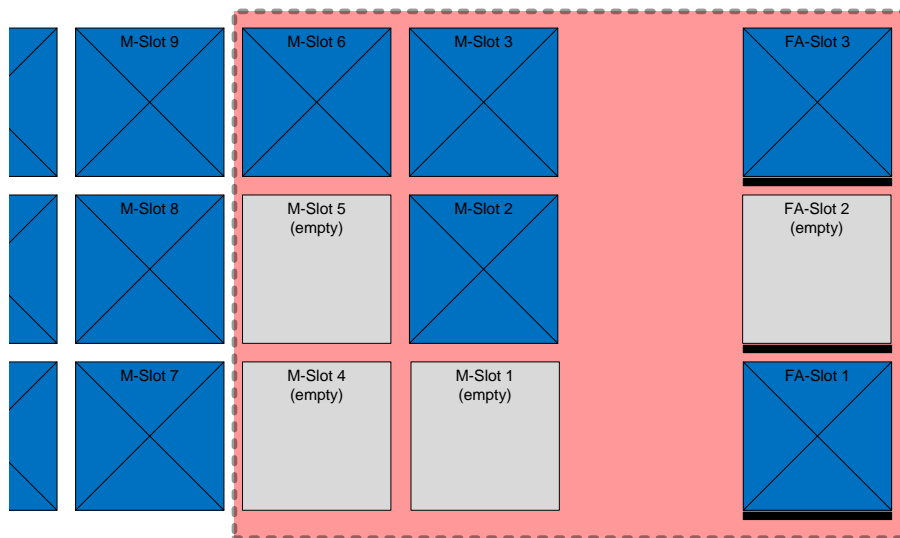 M-Slot 9
M-Slot 6
M-Slot 3
FA-Slot 3
M-Slot 8
M-Slot 5
(empty)
M-Slot 2
FA-Slot 2
(empty)
M-Slot 7
M-Slot 4
(empty)
M-Slot 1
(empty)
FA-Slot 1